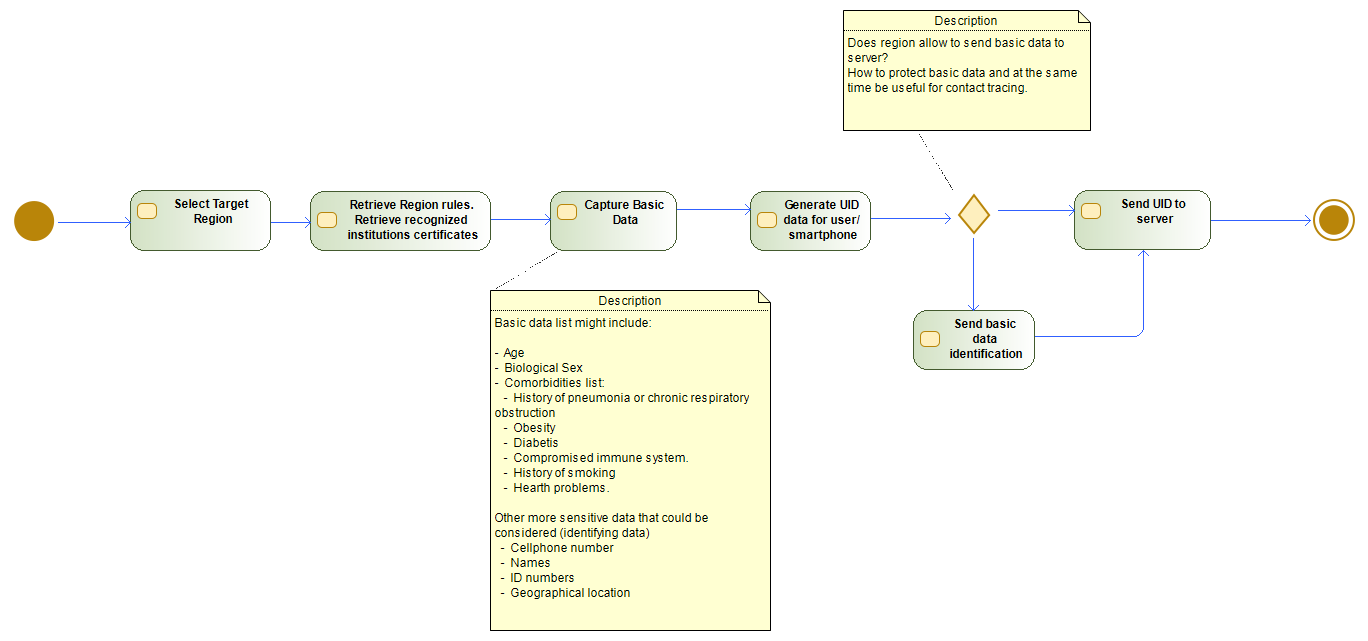 Description
Does region allow to send basic data to
server?
How to protect basic data and at the same
time be useful for contact tracing.
Select Target
Region
Retrieve Region rules.
Retrieve recognized
institutions certificates
Capture Basic
Data
Generate UID
data for user/
smartphone
Send UID to
server
Send basic
data
identification
Description
Basic data list might include:
- Age
- Biological Sex
- Comorbidities list:
- History of pneumonia or chronic respiratory
obstruction
- Obesity
- Diabetis
- Compromised immune system.
- History of smoking
- Hearth problems.
Other more sensitive data that could be
considered (identifying data)
- Cellphone number
- Names
- ID numbers
- Geographical location